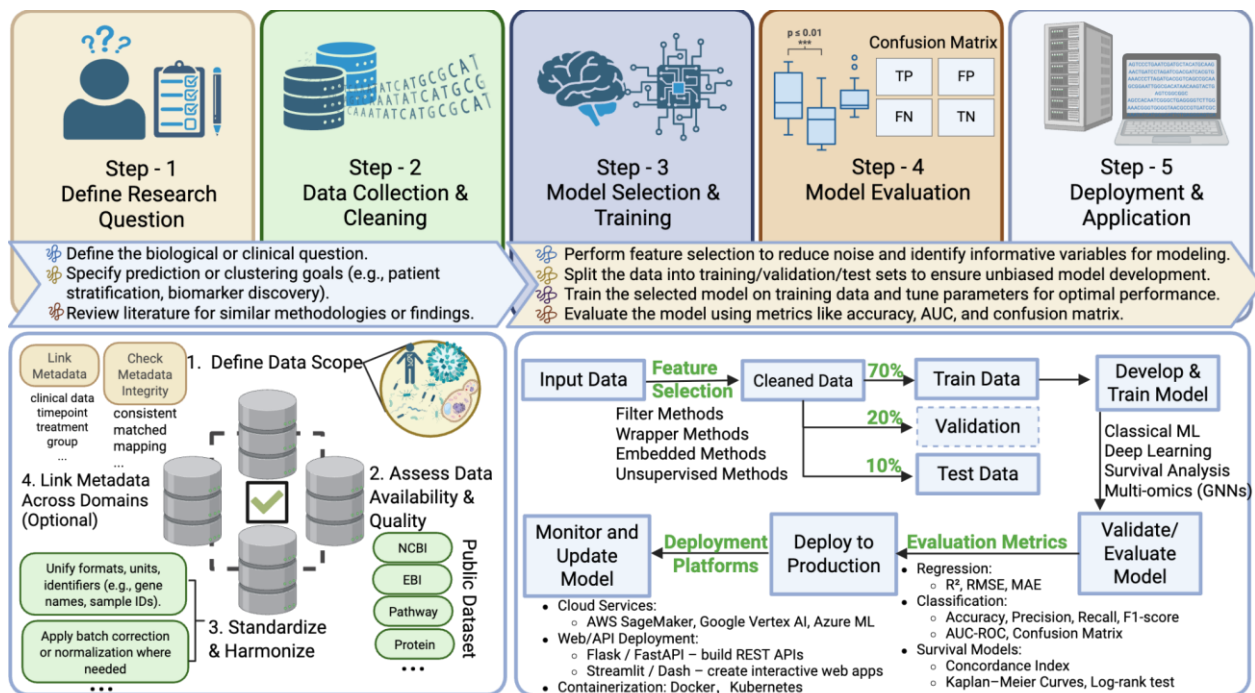 ???
Step - 1
Define Research
Question
ATCATGCGCAT
AATATCATGCG
CAAAATATCATGCGCAT
Step - 2
Data Collection &
Cleaning
Step - 3
Model Selection &
Training
p ≤ 0.01
***
Confusion Matrix
TP
FP
FN
TN
Step - 4
Model Evaluation
Step - 5
Deployment &
Application
Define the biological or clinical question.
Specify prediction or clustering goals (e.g., patient
stratification, biomarker discovery).
Review literature for similar methodologies or findings.
Perform feature selection to reduce noise and identify informative variables for modeling.
Split the data into training/validation/test sets to ensure unbiased model development.
Train the selected model on training data and tune parameters for optimal performance.
Evaluate the model using metrics like accuracy, AUC, and confusion matrix.
Link
Metadata
clinical data
timepoint
treatment
group
...
Check
Metadata
Integrity
consistent
matched
mapping
...
1. Define Data Scope
2. Assess Data
Availability &
Quality
NCBI
EBI
Pathway
Protein
•••
Public Dataset
4. Link Metadata
Across Domains
(Optional)
Unify formats, units,
identifiers (e.g., gene
names, sample IDs).
Apply batch correction
or normalization where
needed
•••
3. Standardize
& Harmonize
Input Data
Feature
Selection
Filter Methods
Wrapper Methods
Embedded Methods
Unsupervised Methods
Cleaned Data
70%
Train Data
20%
Validation
10%
Test Data
Develop &
Train Model
Classical ML
Deep Learning
Survival Analysis
Multi-omics (GNNs)
Validate/
Evaluate
Model
Evaluation Metrics
• Regression:
○ R², RMSE, MAE
• Classification:
○ Accuracy, Precision, Recall, F1-score
○ AUC-ROC, Confusion Matrix
• Survival Models:
○ Concordance Index
○ Kaplan–Meier Curves, Log-rank test
Deploy to
Production
Deployment
Platforms
Monitor and
Update Model
• Cloud Services:
○ AWS SageMaker, Google Vertex AI, Azure ML
• Web/API Deployment:
○ Flask / FastAPI – build REST APIs
○ Streamlit / Dash – create interactive web apps
• Containerization: Docker, Kubernetes